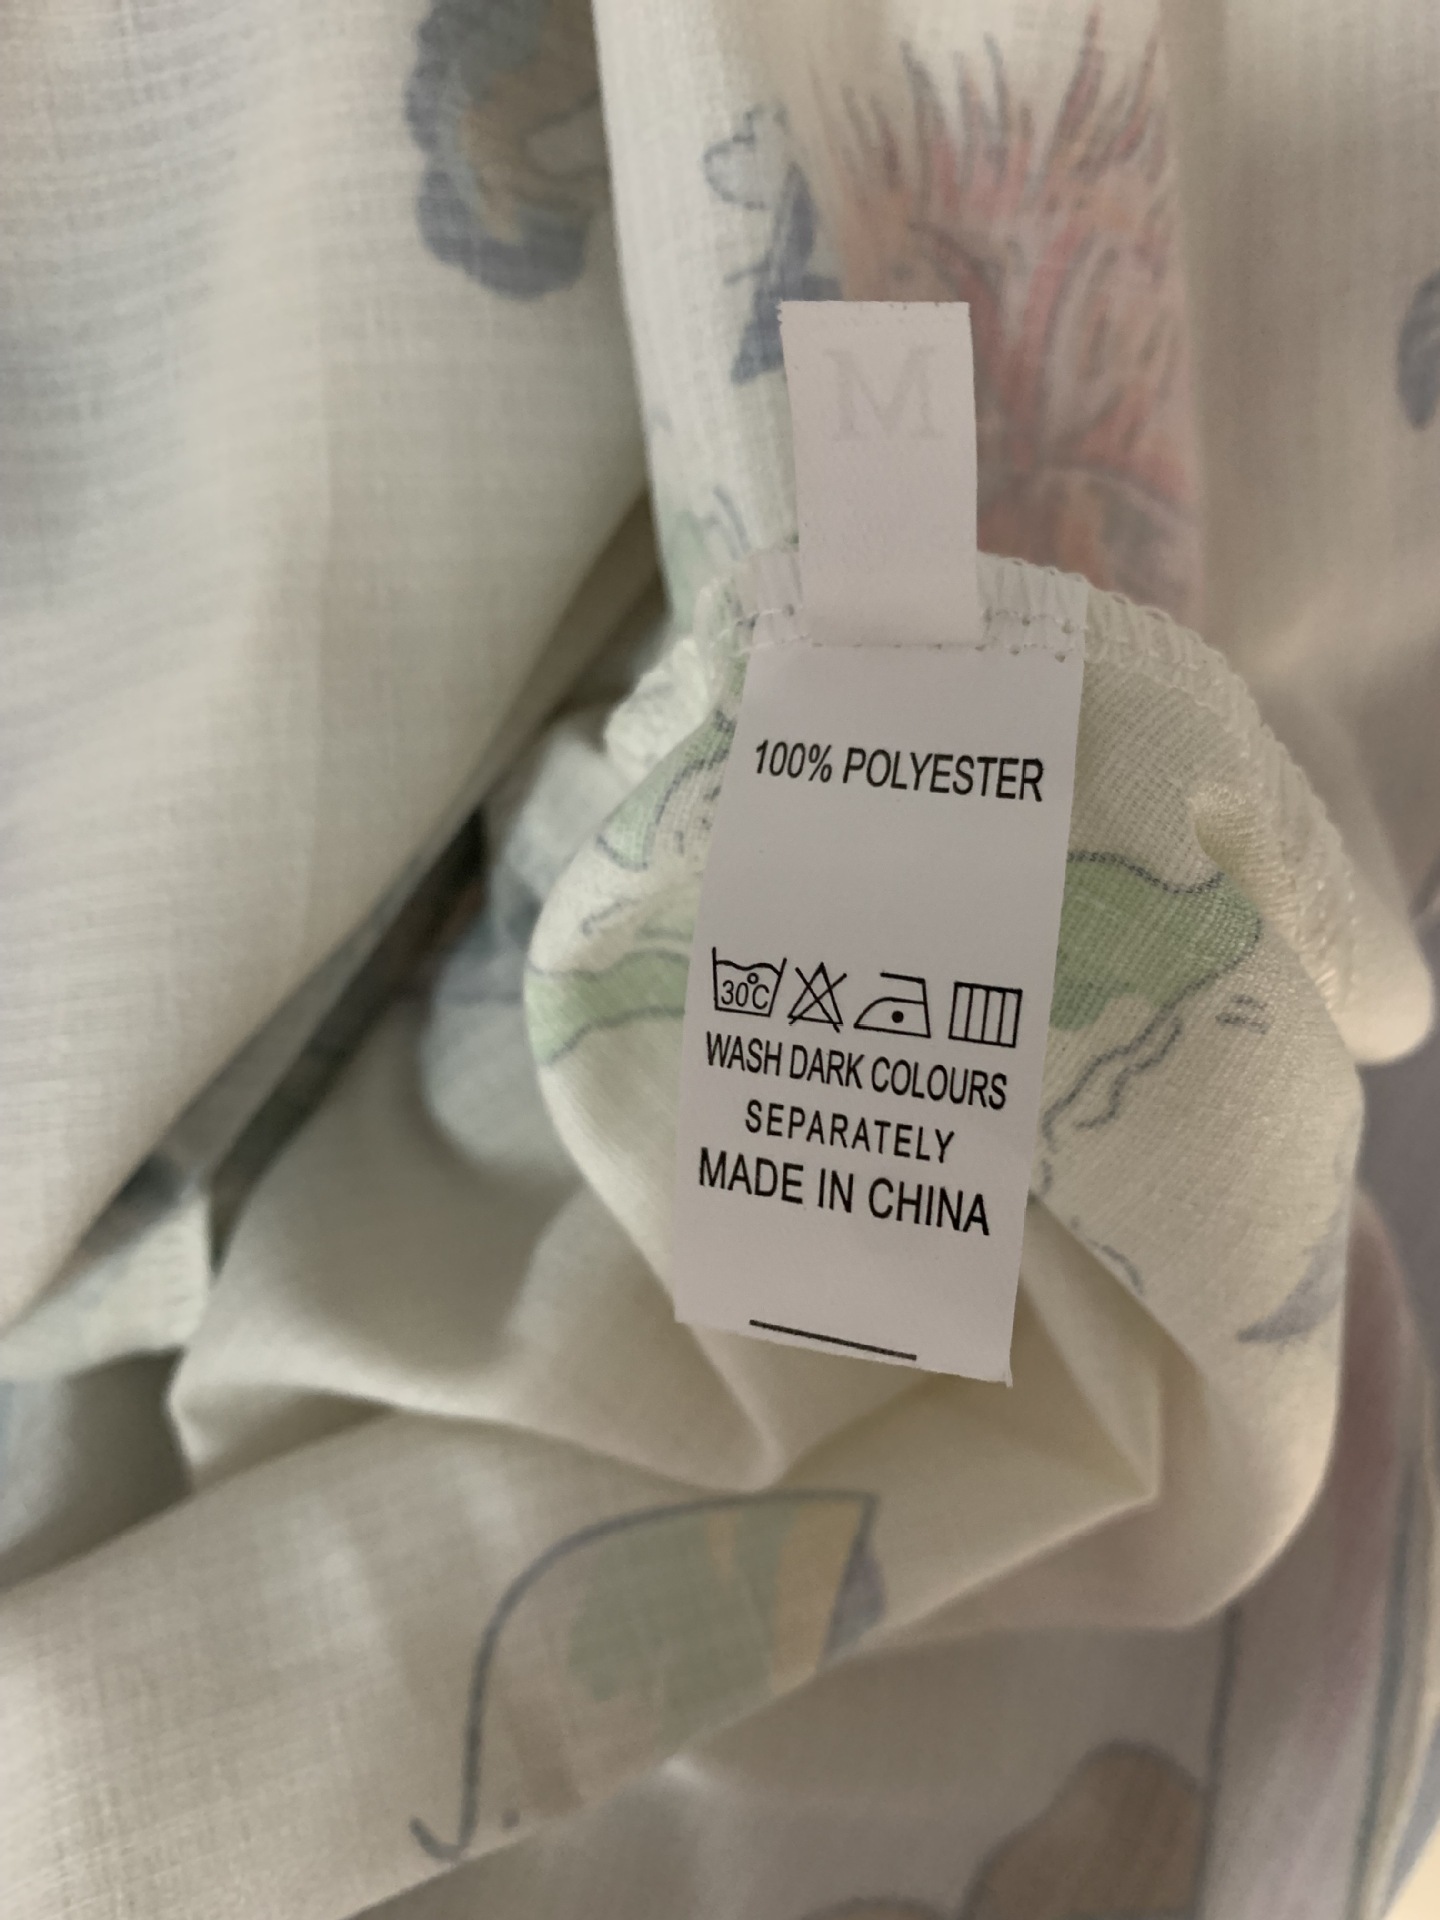 M
100% POLYESTER
30°C
WASH DARK COLOURS
SEPARATELY
MADE IN CHINA